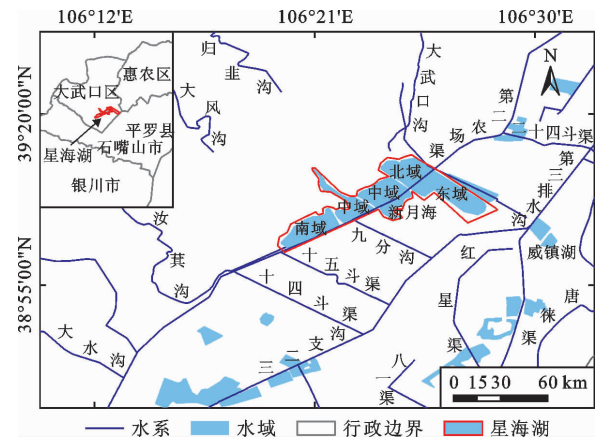 106°12′E
106°21′E
106°30′E
39°20′00″N
38°55′00″N
惠农区
大武口区
平罗县
星海湖
石嘴山市
银川市
归韭沟
大风沟
大武口沟
农场渠
第二二十四斗渠
N
第三排水沟
北域
中域
中域
东域
南域
新月海
威镇湖
九分沟
十五斗渠
十四斗渠
三二支沟
红星渠
八一渠
唐徕渠
汝萁沟
大水沟
0 15 30 60 km
水系
水域
行政边界
星海湖